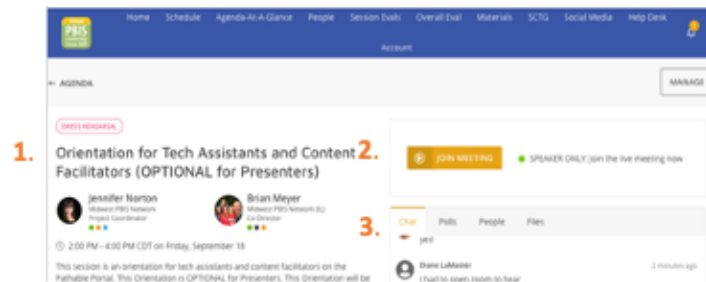 Home Schedule Agenda-At-A-Glance People Session Evals Overall Eval Materials SCTG Social Media Help Desk
PBIS
Account
← AGENDA
MANAGE
DRESS REHEARSAL
1.
Orientation for Tech Assistants and Content
Facilitators (OPTIONAL for Presenters)
Jennifer Norton
Midwest PBIS Network
Project Coordinator
Brian Meyer
Midwest PBIS Network (IL)
Co-Director
2:00 PM - 4:00 PM CDT on Friday, September 18
This session is an orientation for tech assistants and content facilitators on the
Pathable Portal. This Orientation is OPTIONAL for Presenters. This Orientation will be
2.
JOIN MEETING
SPEAKER ONLY: Join the live meeting now
3.
Chat Polls People Files
yes!
Diane LaMaster
2 minutes ago
I had to open zoom to hear